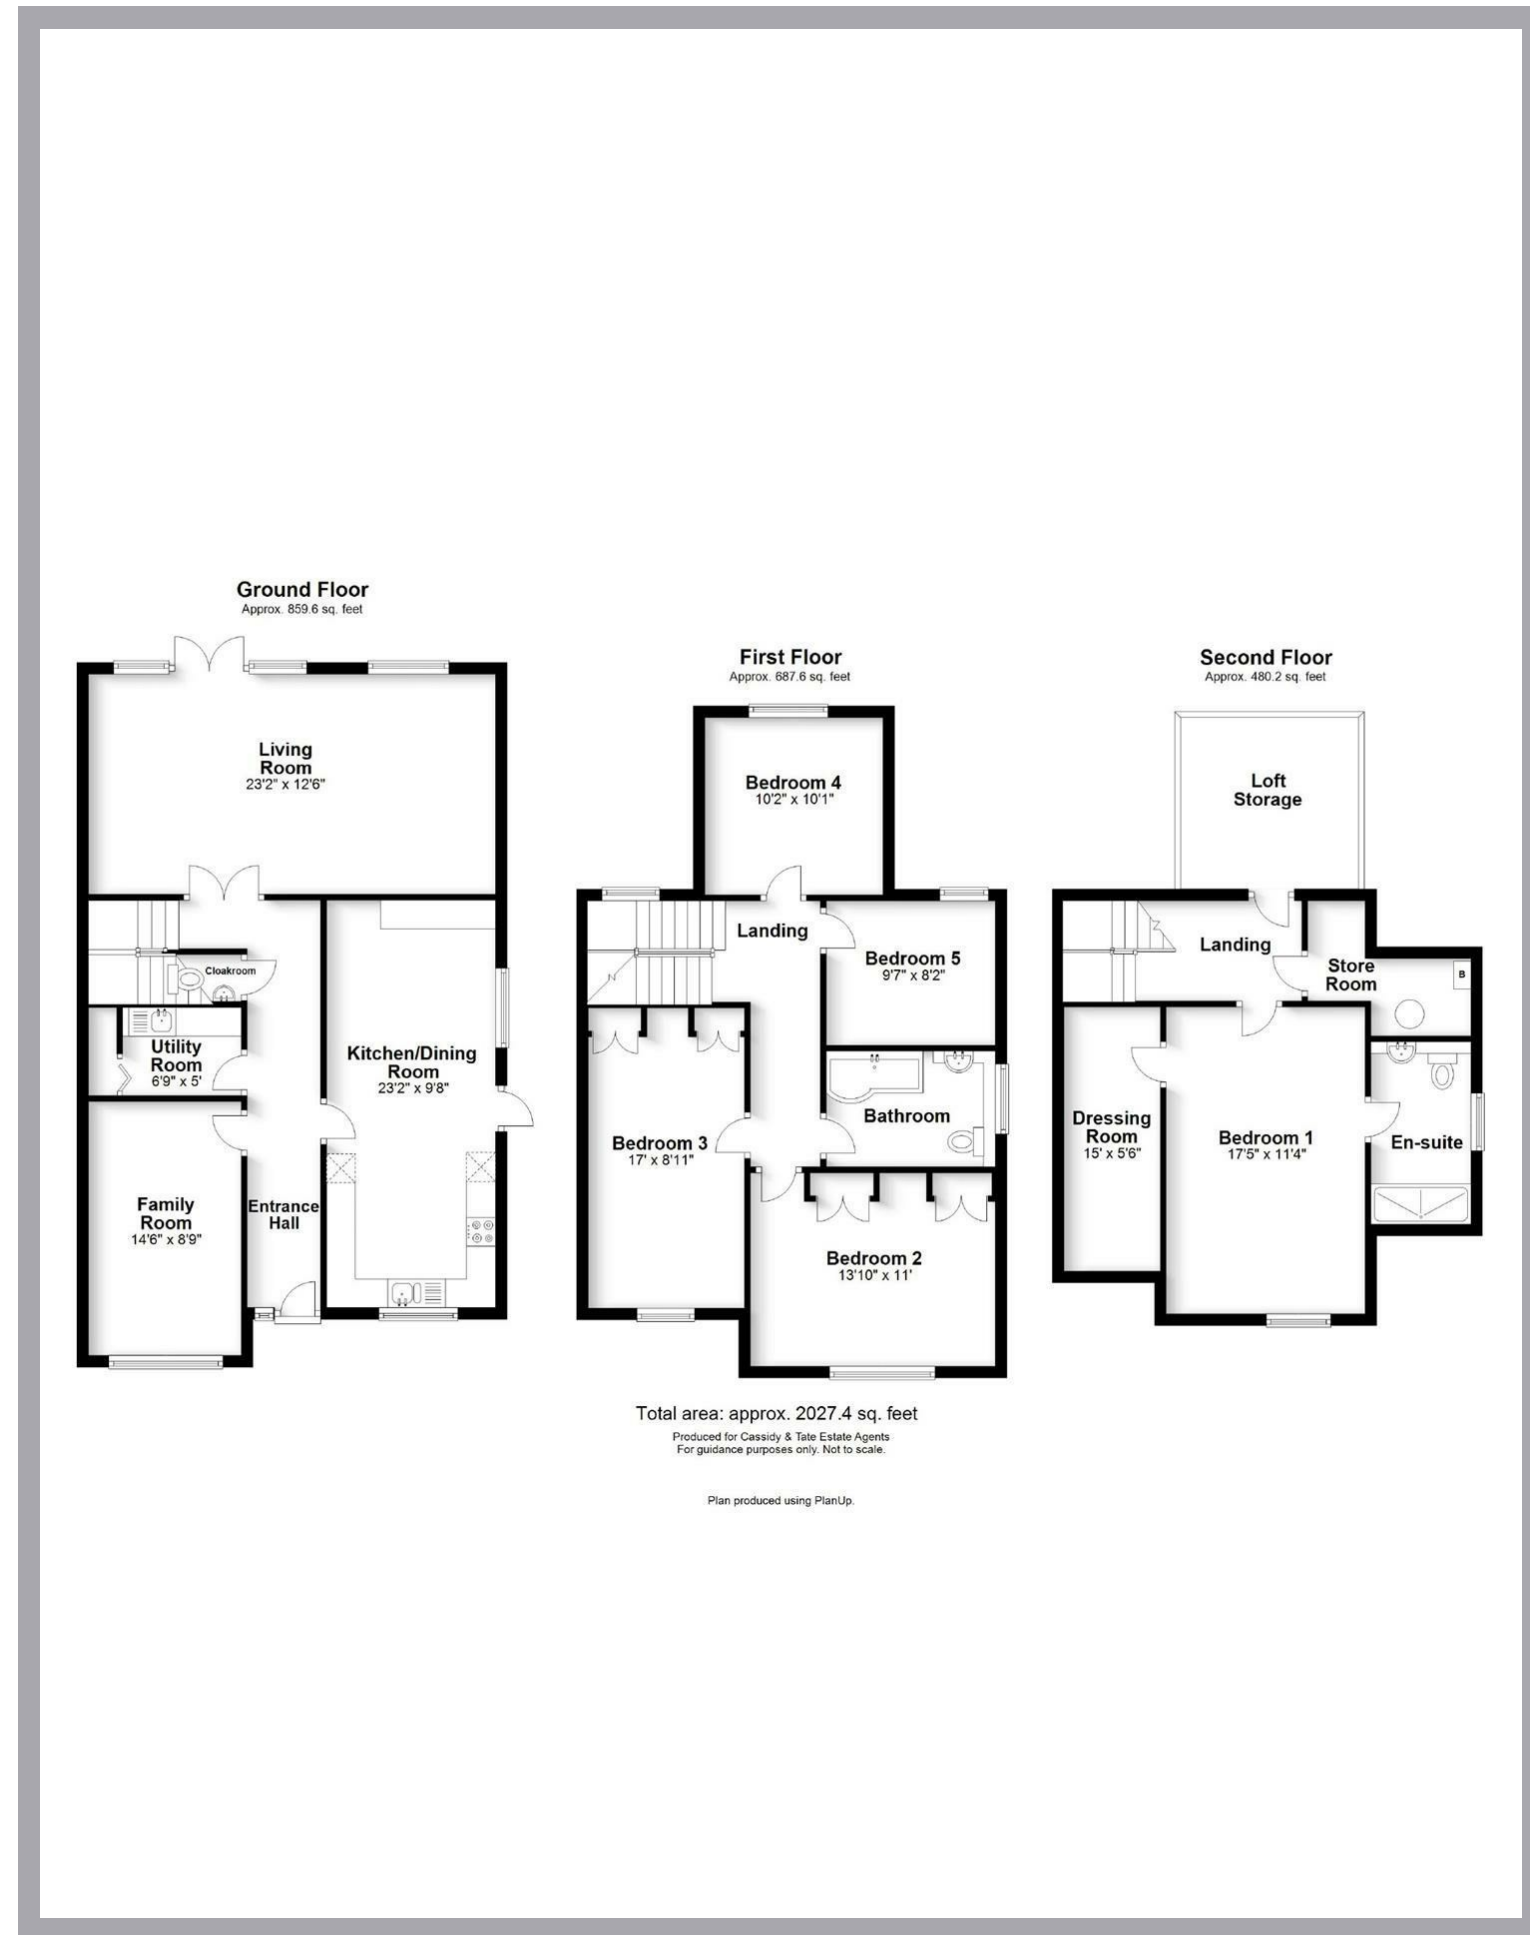 Ground Floor
Approx. 859.6 sq. feet
Living
Room
23'2" x 12'6"
Cloakroom
Utility
Room
6'9" x 5'
Kitchen/Dining
Room
23'2" x 9'8"
Family
Room
14'6" x 8'9"
Entrance
Hall
First Floor
Approx. 687.6 sq. feet
Bedroom 4
10'2" x 10'1"
Landing
Bedroom 5
9'7" x 8'2"
N
Bathroom
Bedroom 3
17' x 8'11"
Bedroom 2
13'10" x 11'
Second Floor
Approx. 480.2 sq. feet
Loft
Storage
Landing
Store
Room
B
Dressing
Room
15' x 5'6"
Bedroom 1
17'5" x 11'4"
En-suite
Total area: approx. 2027.4 sq. feet
Produced for Cassidy & Tate Estate Agents
For guidance purposes only. Not to scale.
Plan produced using PlanUp.